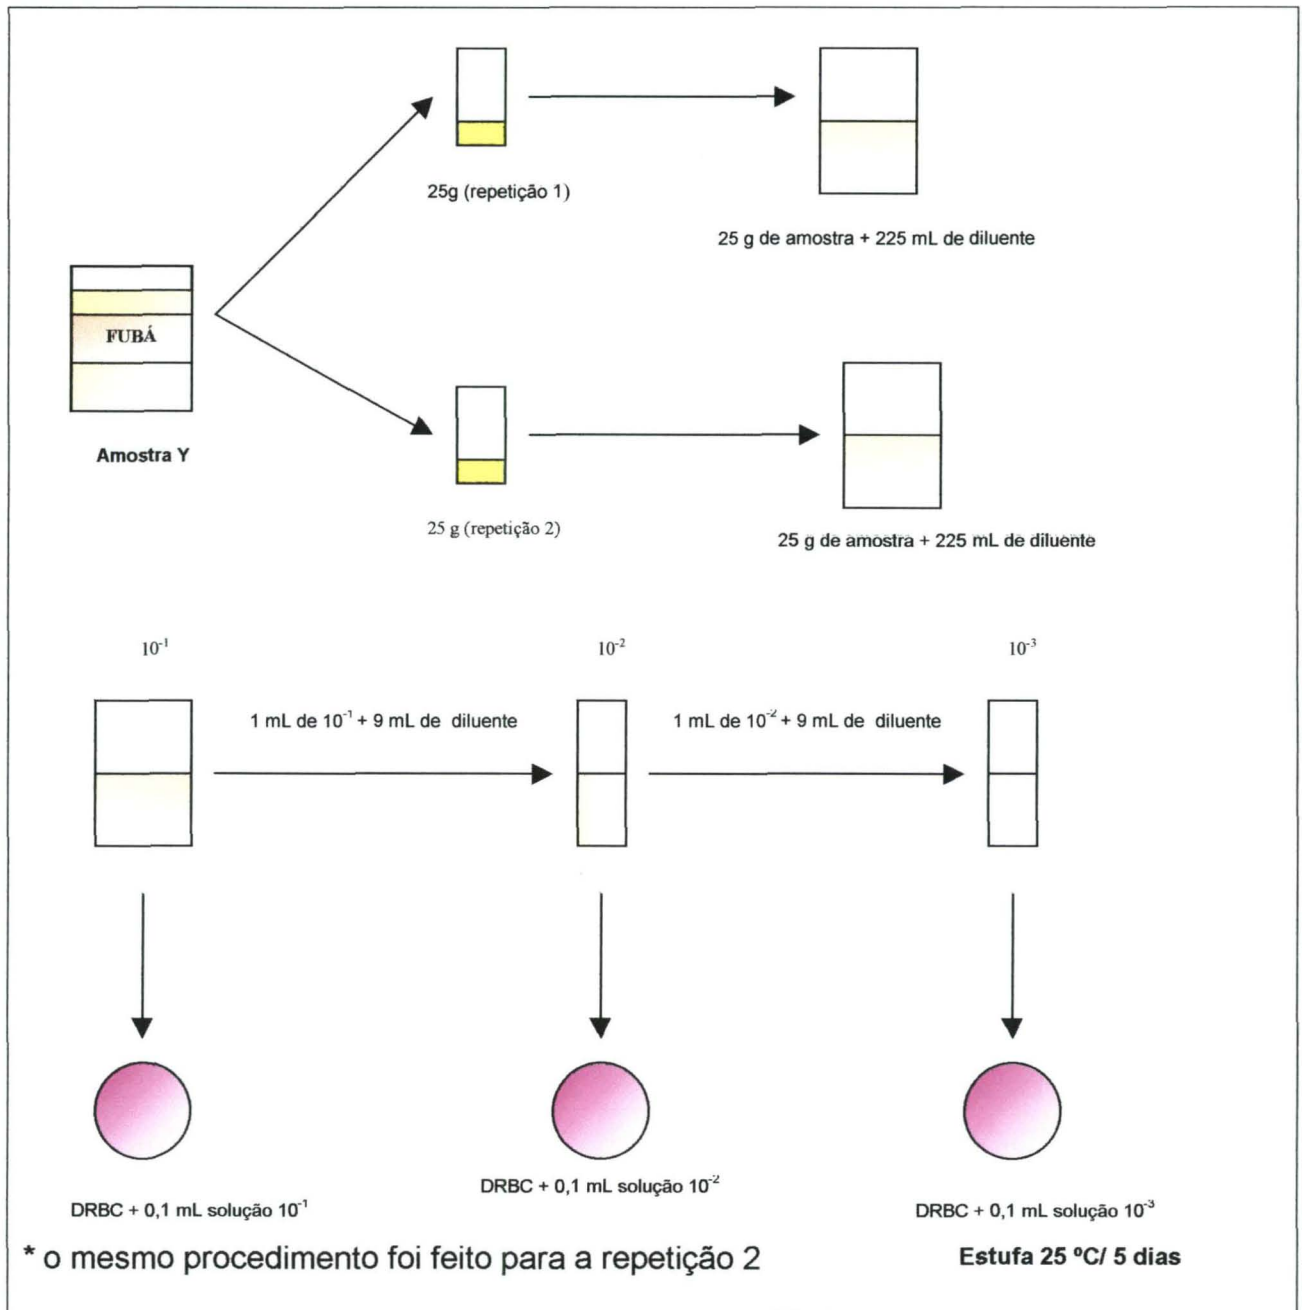 25g (repetição 1)
25 g de amostra + 225 mL de diluente
FUBÁ
Amostra Y
25 g (repetição 2)
25 g de amostra + 225 mL de diluente
10⁻¹
10⁻²
10⁻³
1 mL de 10⁻¹ + 9 mL de diluente
1 mL de 10⁻² + 9 mL de diluente
DRBC + 0,1 mL solução 10⁻¹
DRBC + 0,1 mL solução 10⁻²
DRBC + 0,1 mL solução 10⁻³
* o mesmo procedimento foi feito para a repetição 2
Estufa 25 ºC/ 5 dias